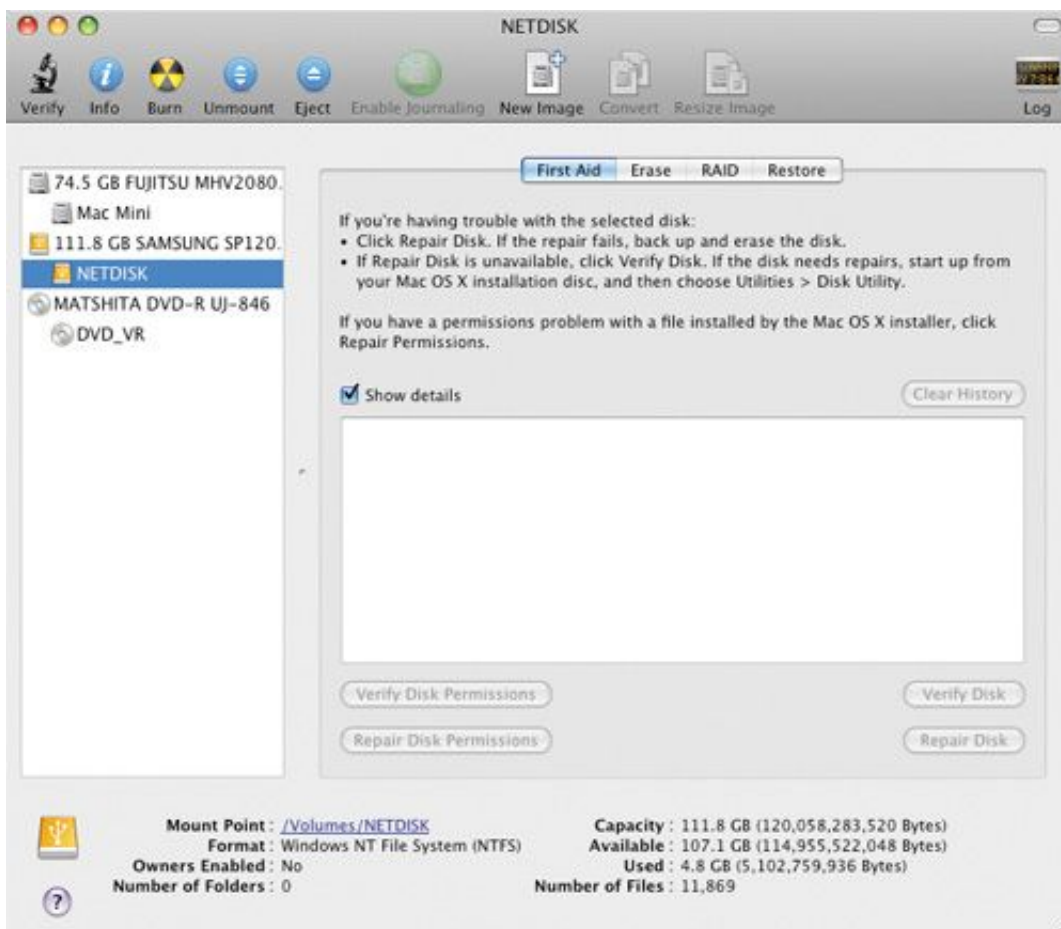 NETDISK
Verify Info Burn Unmount Eject Enable Journaling New Image Convert Resize Image Log
First Aid Erase RAID Restore
74.5 GB FUJITSU MHV2080.
Mac Mini
111.8 GB SAMSUNG SP120.
NETDISK
MATSHITA DVD-R UJ-846
DVD_VR
If you're having trouble with the selected disk:
• Click Repair Disk. If the repair fails, back up and erase the disk.
• If Repair Disk is unavailable, click Verify Disk. If the disk needs repairs, start up from
your Mac OS X installation disc, and then choose Utilities > Disk Utility.
If you have a permissions problem with a file installed by the Mac OS X installer, click
Repair Permissions.
Show details
Clear History
Verify Disk Permissions
Verify Disk
Repair Disk Permissions
Repair Disk
Mount Point : /Volumes/NETDISK
Format : Windows NT File System (NTFS)
Owners Enabled : No
Number of Folders : 0
Capacity : 111.8 GB (120,058,283,520 Bytes)
Available : 107.1 GB (114,955,522,048 Bytes)
Used : 4.8 GB (5,102,759,936 Bytes)
Number of Files : 11,869
?